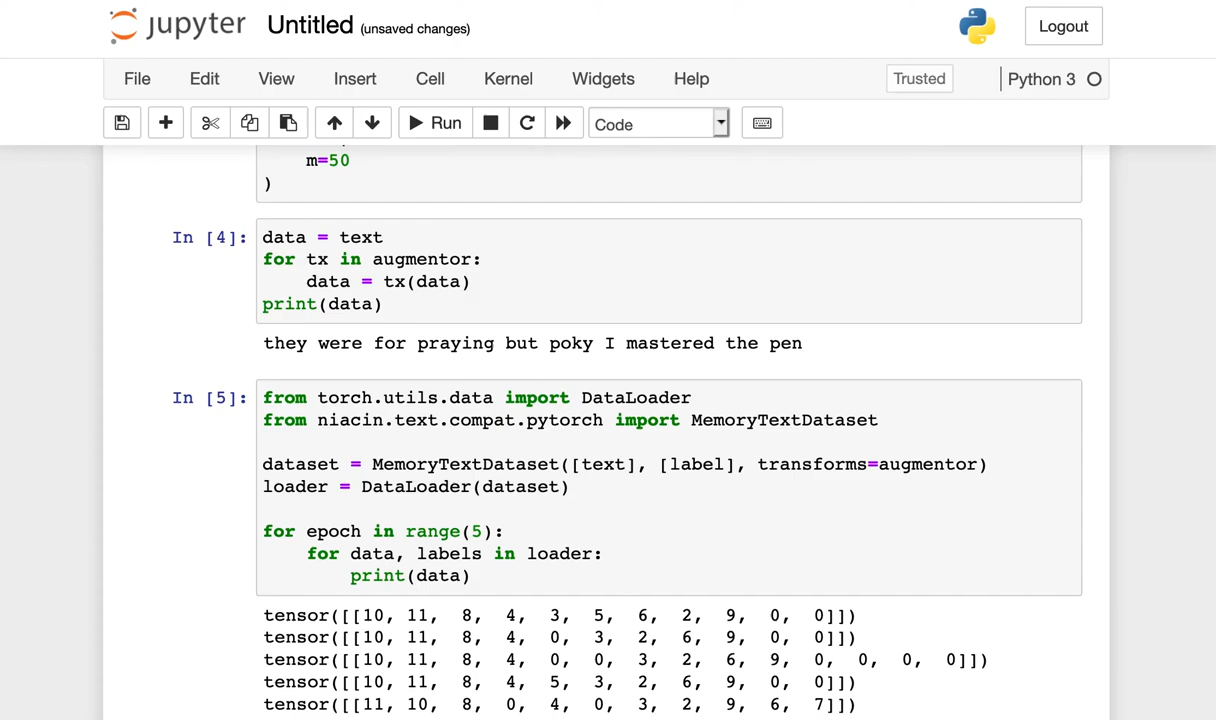 jupyter Untitled (unsaved changes) Logout
File Edit View Insert Cell Kernel Widgets Help Trusted Python 3
Run Code
m=50
)
In [4]: data = text
for tx in augmentor:
data = tx(data)
print(data)
they were for praying but poky I mastered the pen
In [5]: from torch.utils.data import DataLoader
from niacin.text.compat.pytorch import MemoryTextDataset
dataset = MemoryTextDataset([text], [label], transforms=augmentor)
loader = DataLoader(dataset)
for epoch in range(5):
for data, labels in loader:
print(data)
tensor([[10, 11, 8, 4, 3, 5, 6, 2, 9, 0, 0]])
tensor([[10, 11, 8, 4, 0, 3, 2, 6, 9, 0, 0]])
tensor([[10, 11, 8, 4, 0, 0, 3, 2, 6, 9, 0, 0, 0, 0]])
tensor([[10, 11, 8, 4, 5, 3, 2, 6, 9, 0, 0]])
tensor([[11, 10, 8, 0, 4, 0, 3, 2, 9, 6, 7]])